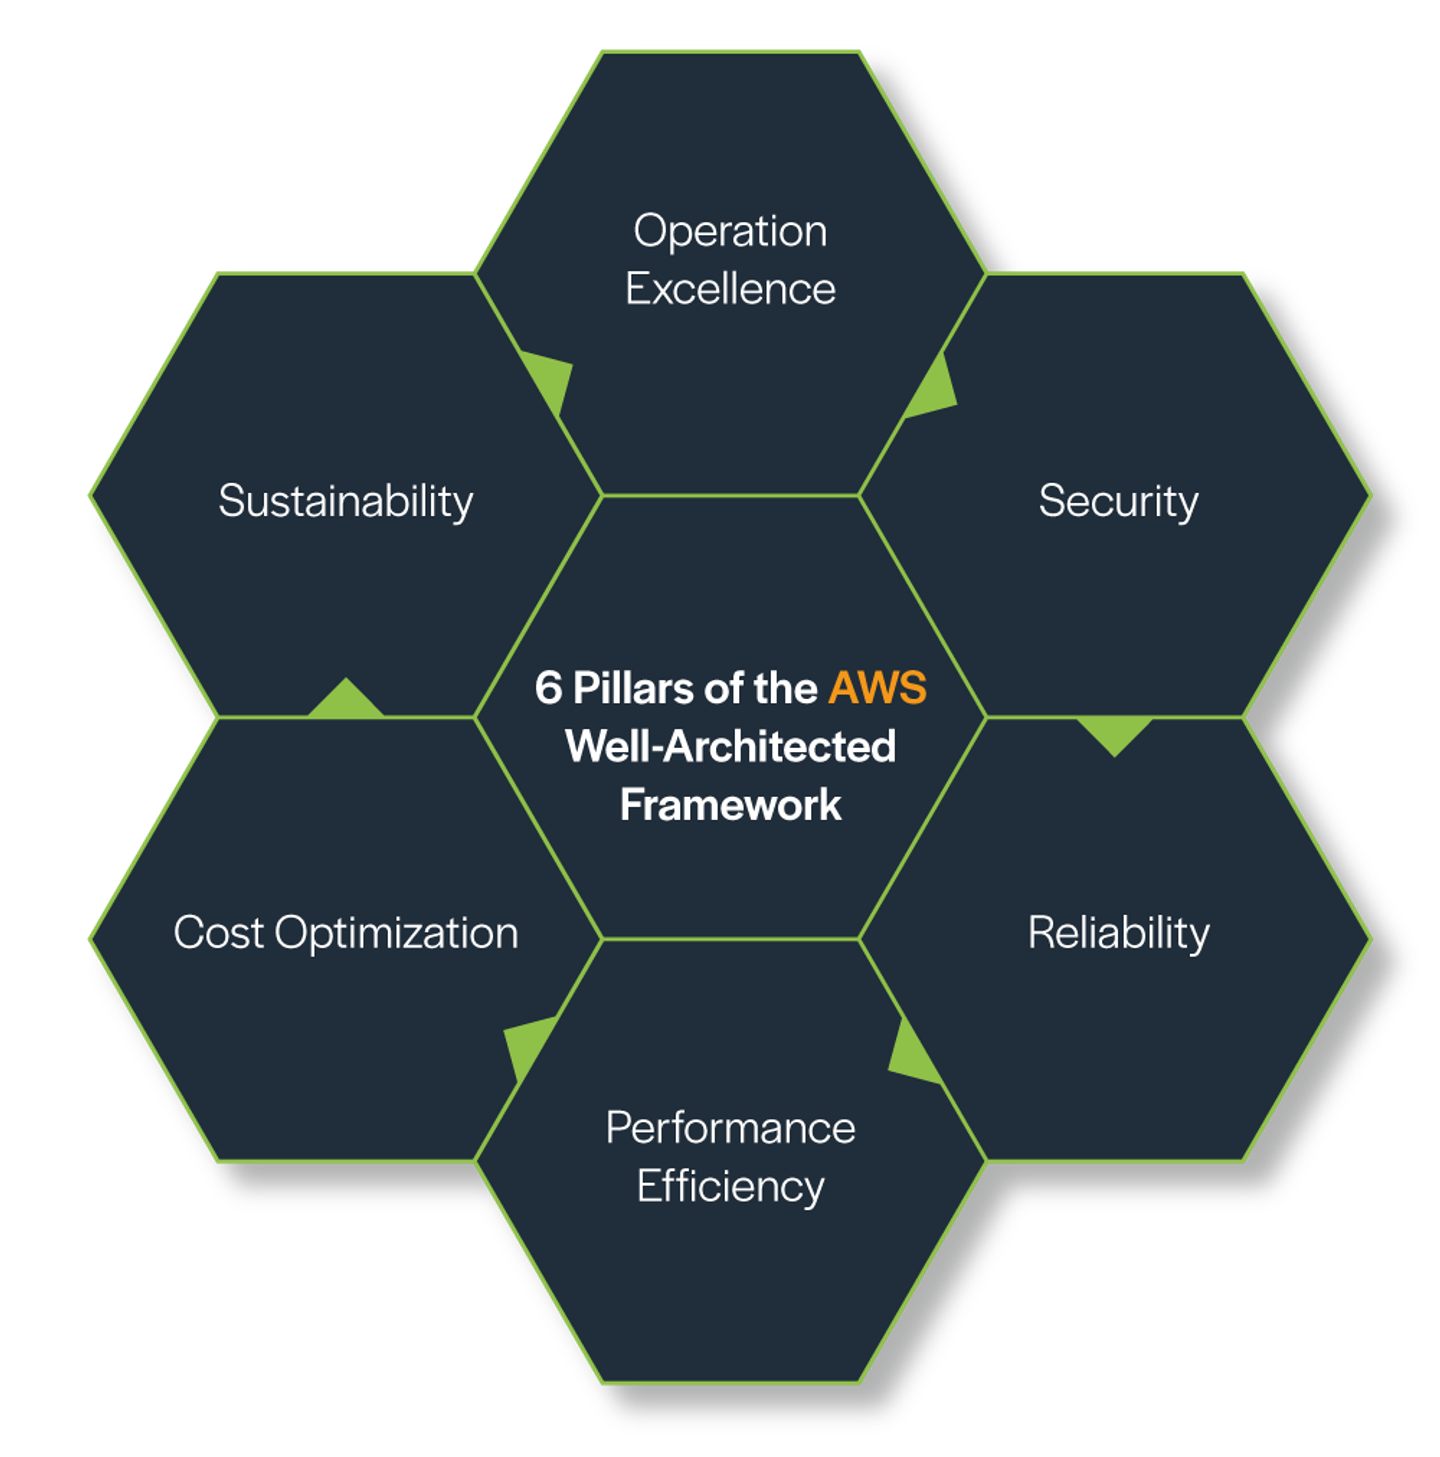 Operation
Excellence
Security
Sustainability
6 Pillars of the AWS
Well-Architected
Framework
Reliability
Cost Optimization
Performance
Efficiency